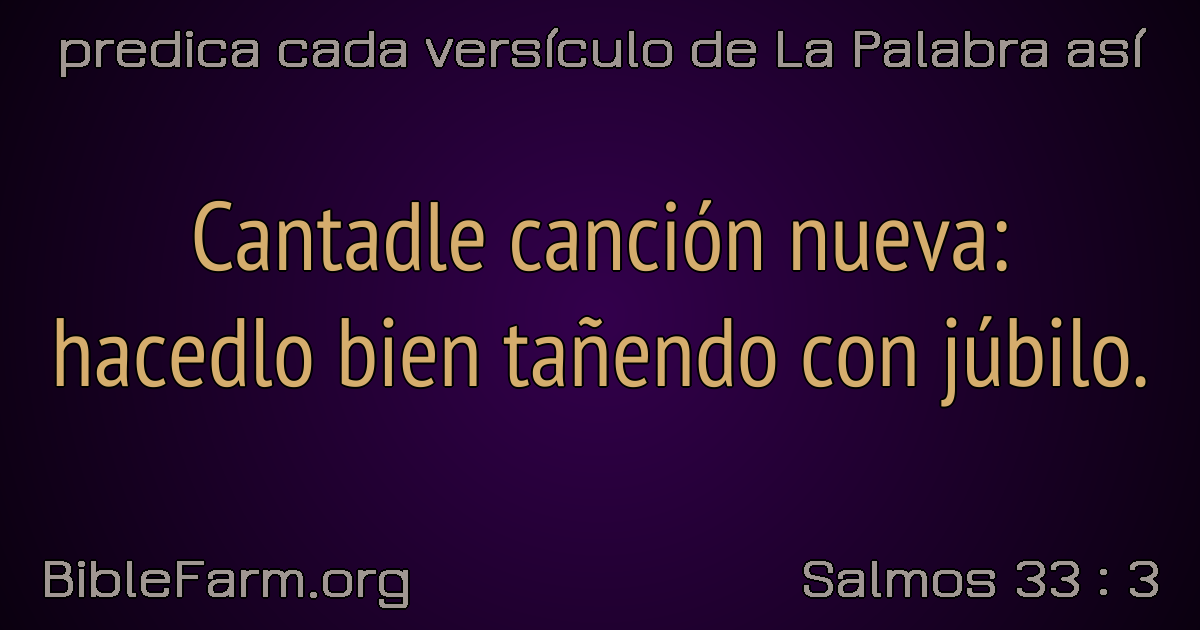 predica cada versículo de La Palabra así
Cantadle canción nueva:
hacedlo bien tañendo con júbilo.
BibleFarm.org
Salmos 33 : 3